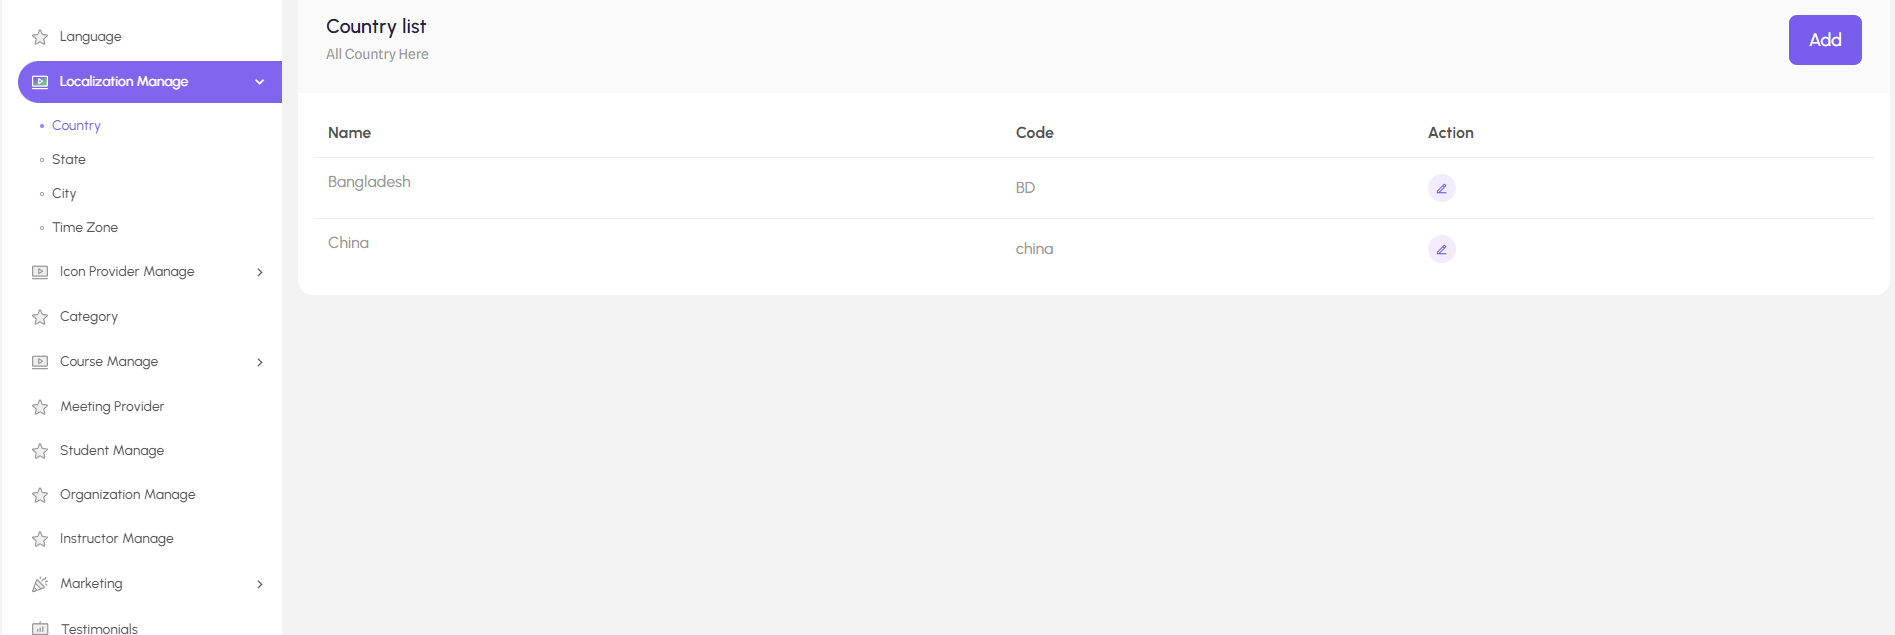 Language
Localization Manage
Country
State
City
Time Zone
Icon Provider Manage
Category
Course Manage
Meeting Provider
Student Manage
Organization Manage
Instructor Manage
Marketing
Testimonials
Country list
All Country Here
Add
Name Code Action
Bangladesh BD
China china